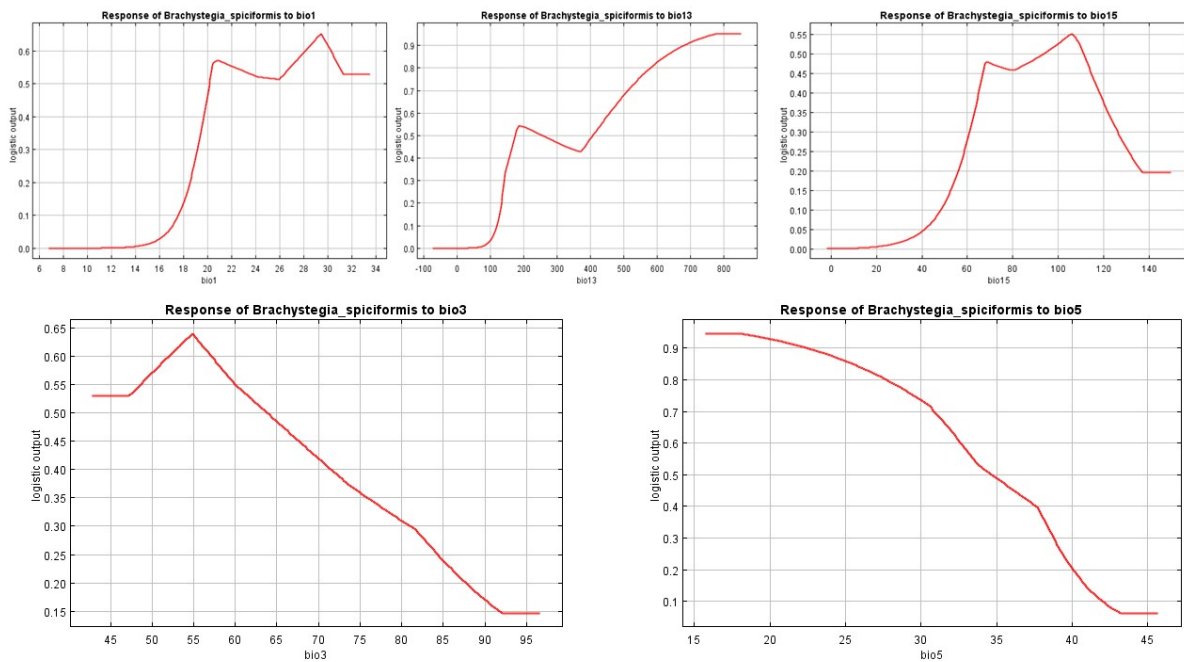 Response of Brachystegia_spiciformis to bio1
logistic output
0.6
0.5
0.4
0.3
0.2
0.1
0.0
6 8 10 12 14 16 18 20 22 24 26 28 30 32 34
bio1
Response of Brachystegia_spiciformis to bio13
logistic output
0.9
0.8
0.7
0.6
0.5
0.4
0.3
0.2
0.1
0.0
-100 0 100 200 300 400 500 600 700 800
bio13
Response of Brachystegia_spiciformis to bio15
logistic output
0.55
0.50
0.45
0.40
0.35
0.30
0.25
0.20
0.15
0.10
0.05
0.00
0 20 40 60 80 100 120 140
bio15
Response of Brachystegia_spiciformis to bio3
logistic output
0.65
0.60
0.55
0.50
0.45
0.40
0.35
0.30
0.25
0.20
0.15
45 50 55 60 65 70 75 80 85 90 95
bio3
Response of Brachystegia_spiciformis to bio5
logistic output
0.9
0.8
0.7
0.6
0.5
0.4
0.3
0.2
0.1
15 20 25 30 35 40 45
bio5